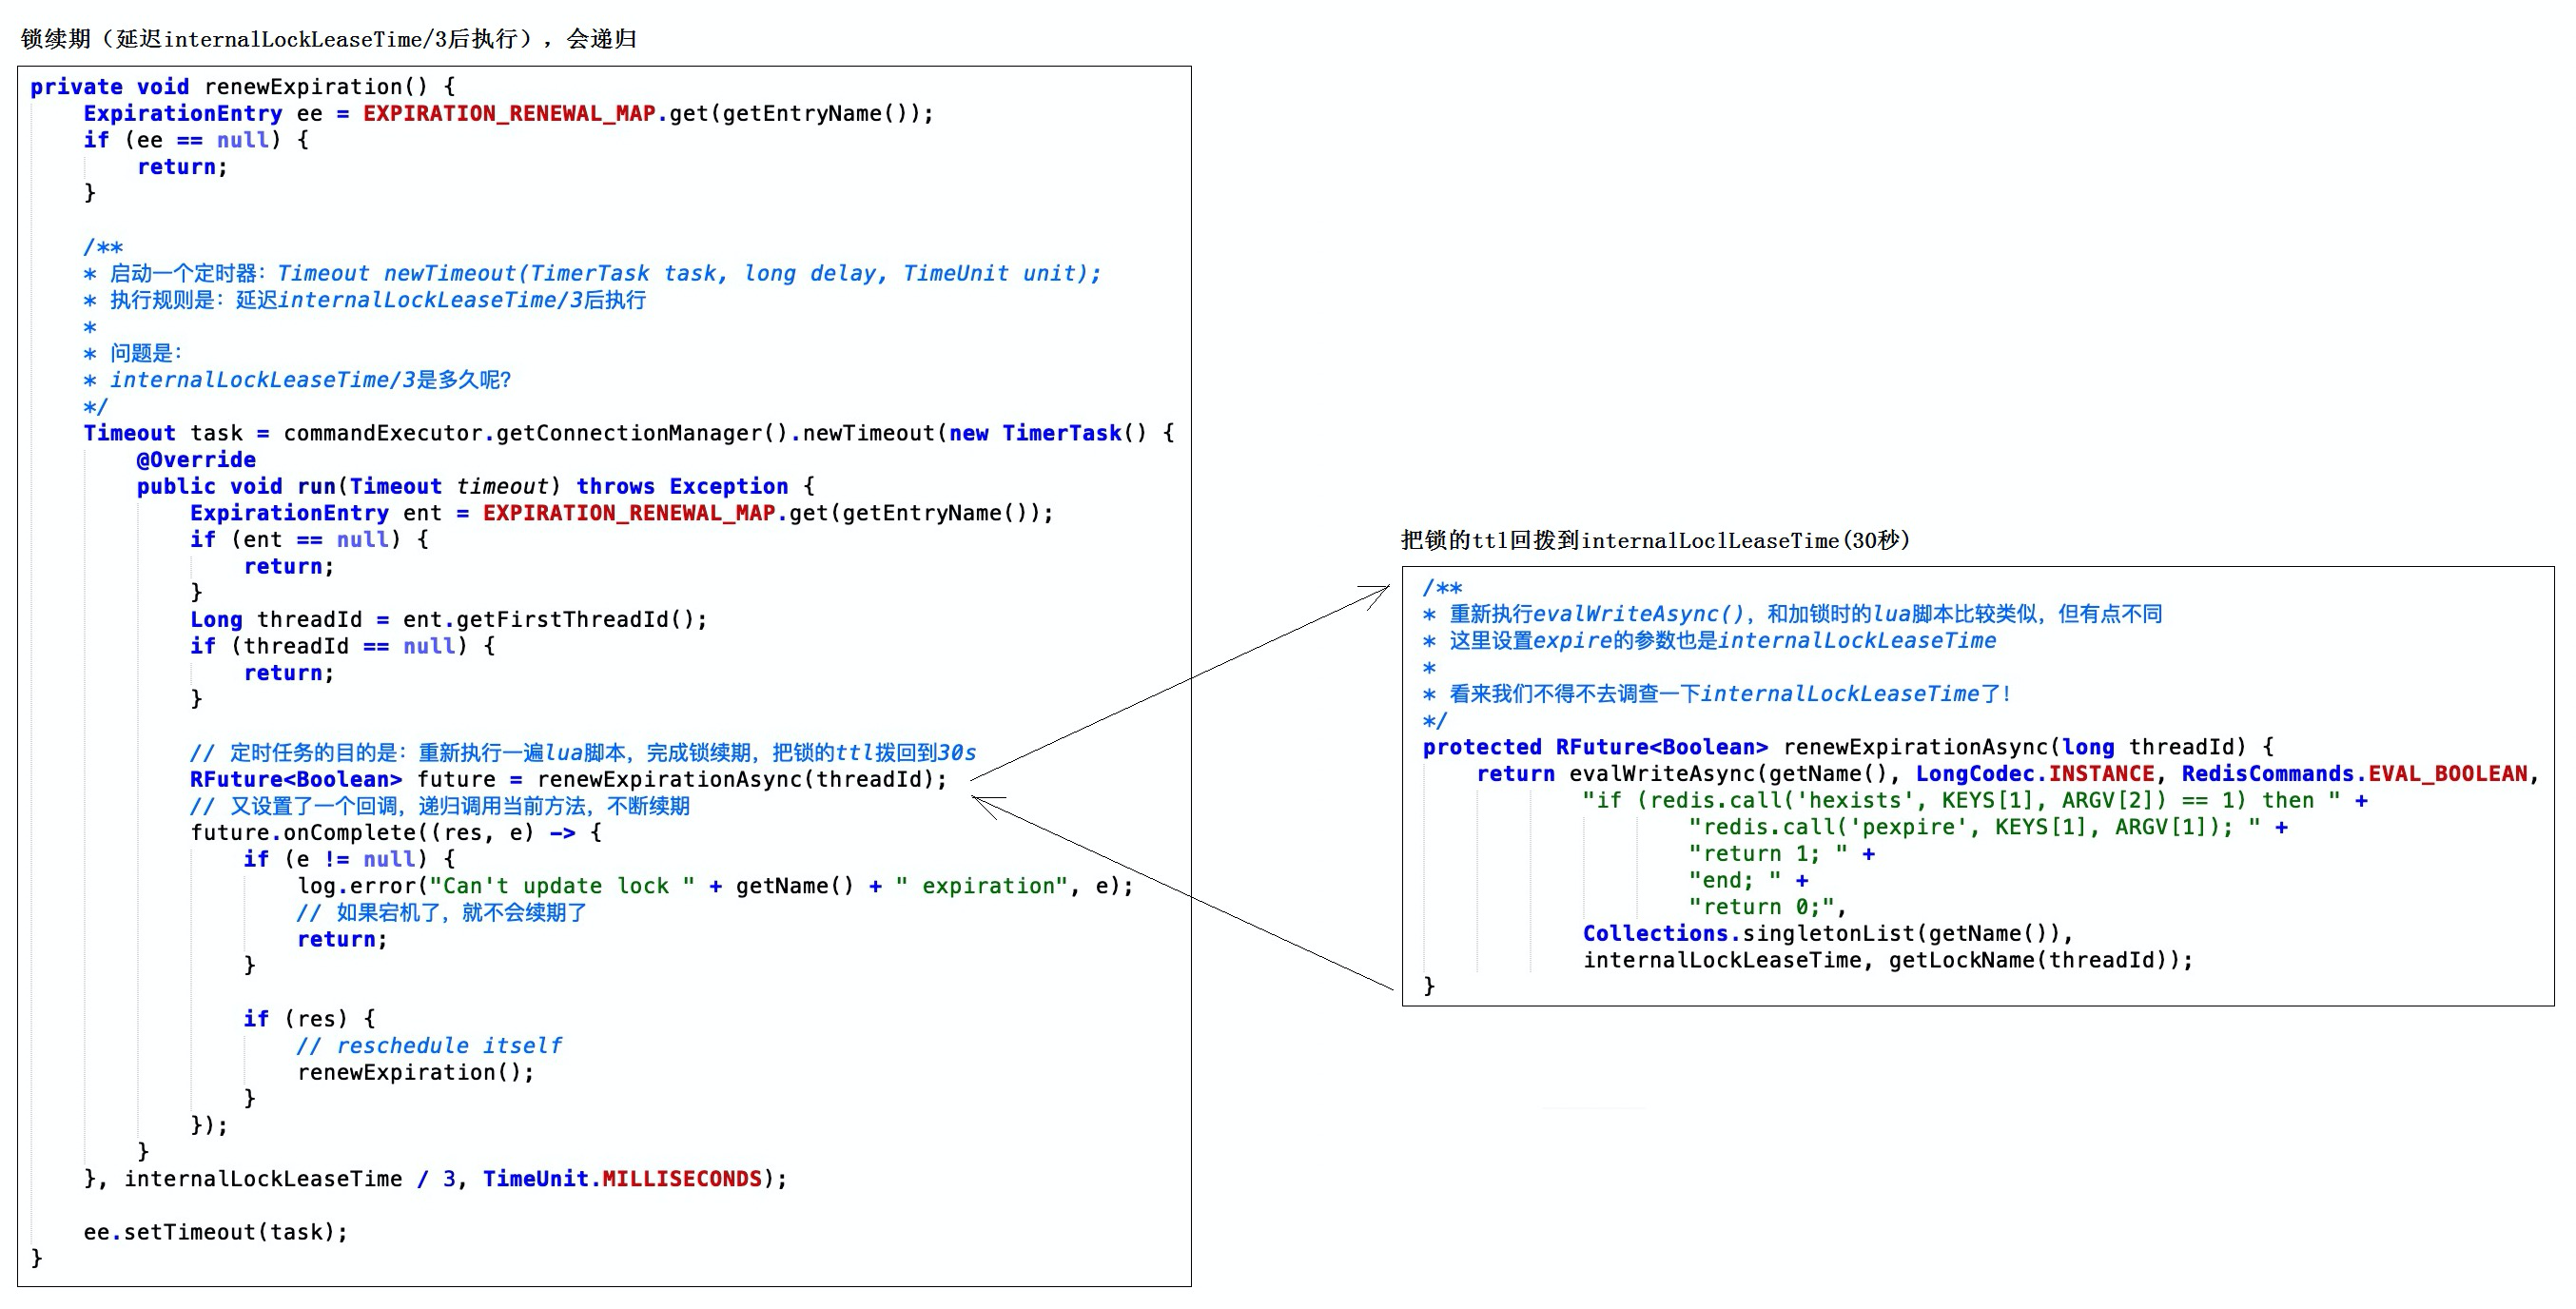 锁续期（延迟internalLockLeaseTime/3后执行），会递归
private void renewExpiration() {
    ExpirationEntry ee = EXPIRATION_RENEWAL_MAP.get(getEntryName());
    if (ee == null) {
        return;
    }

    /**
    * 启动一个定时器：Timeout newTimeout(TimerTask task, long delay, TimeUnit unit);
    * 执行规则是：延迟internalLockLeaseTime/3后执行
    *
    * 问题是：
    * internalLockLeaseTime/3是多久呢？
    */
    Timeout task = commandExecutor.getConnectionManager().newTimeout(new TimerTask() {
        @Override
        public void run(Timeout timeout) throws Exception {
            ExpirationEntry ent = EXPIRATION_RENEWAL_MAP.get(getEntryName());
            if (ent == null) {
                return;
            }
            Long threadId = ent.getFirstThreadId();
            if (threadId == null) {
                return;
            }

            // 定时任务的目的是：重新执行一遍lua脚本，完成锁续期，把锁的ttl拨回到30s
            RFuture<Boolean> future = renewExpirationAsync(threadId);
            // 又设置了一个回调，递归调用当前方法，不断续期
            future.onComplete((res, e) -> {
                if (e != null) {
                    log.error("Can't update lock " + getName() + " expiration", e);
                    // 如果宕机了，就不会续期了
                    return;
                }

                if (res) {
                    // reschedule itself
                    renewExpiration();
                }
            });
        }
    }, internalLockLeaseTime / 3, TimeUnit.MILLISECONDS);

    ee.setTimeout(task);
}
把锁的ttl回拨到internalLoclLeaseTime(30秒)
/**
* 重新执行evalWriteAsync()，和加锁时的lua脚本比较类似，但有点不同
* 这里设置expire的参数也是internalLockLeaseTime
*
* 看来我们不得不去调查一下internalLockLeaseTime了！
*/
protected RFuture<Boolean> renewExpirationAsync(long threadId) {
    return evalWriteAsync(getName(), LongCodec.INSTANCE, RedisCommands.EVAL_BOOLEAN,
            "if (redis.call('hexists', KEYS[1], ARGV[2]) == 1) then " +
                    "redis.call('pexpire', KEYS[1], ARGV[1]); " +
                    "return 1; " +
                    "end; " +
                    "return 0;",
            Collections.singletonList(getName()),
            internalLockLeaseTime, getLockName(threadId));
}